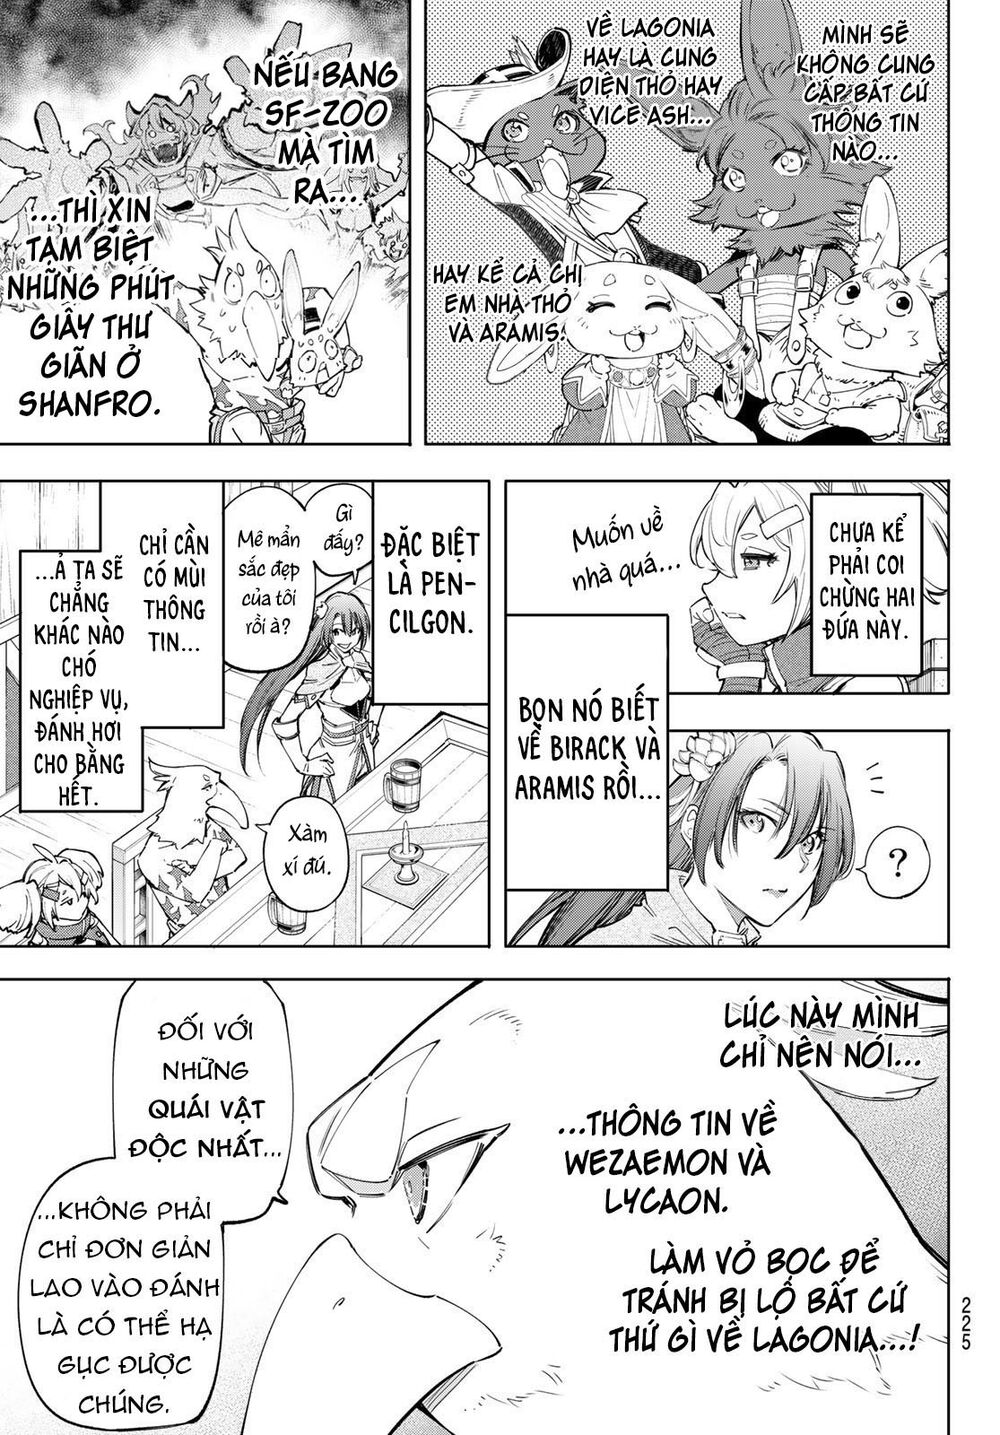 MÌNH SẼ
KHÔNG CUNG
CẤP BẤT CỨ
THÔNG TIN
NÀO...
VỀ LAGONIA
HAY LÀ CUNG
DIÊN THỎ HAY
VICE ASH...
HAY KỂ CẢ CHỊ
EM NHÀ THỎ
VÀ ARAMIS.
NẾU BANG
SF-ZOO
MÀ TÌM
RA...
...THÌ XIN
TẠM BIỆT
NHỮNG PHÚT
GIÂY THƯ
GIÃN Ở
SHANFRO.
CHƯA KỂ
PHẢI COI
CHỪNG HAI
ĐỨA NÀY.
Muốn về
nhà quá...
BỌN NÓ BIẾT
VỀ BIRACK VÀ
ARAMIS RỒI...
?
ĐẶC BIỆT
LÀ PEN-
CILGON.
Gì
đấy?
Mê mẩn
sắc đẹp
của tôi
rồi à?
CHỈ CẦN
CÓ MÙI
THÔNG
TIN...
...Ả TA SẼ
CHẲNG
KHÁC NÀO
CHÓ
NGHIỆP VỤ,
ĐÁNH HƠI
CHO BẰNG
HẾT.
Xàm
xí đú.
LÚC NÀY MÌNH
CHỈ NÊN NÓI...
...THÔNG TIN VỀ
WEZAEMON VÀ
LYCAON.
LÀM VỎ BỌC ĐỂ
TRÁNH BỊ LỘ BẤT CỨ
THỨ GÌ VỀ LAGONIA...!
ĐỐI VỚI
NHỮNG
QUÁI VẬT
ĐỘC NHẤT...
...KHÔNG PHẢI
CHỈ ĐƠN GIẢN
LAO VÀO ĐÁNH
LÀ CÓ THỂ HẠ
GỤC ĐƯỢC
CHÚNG.
225